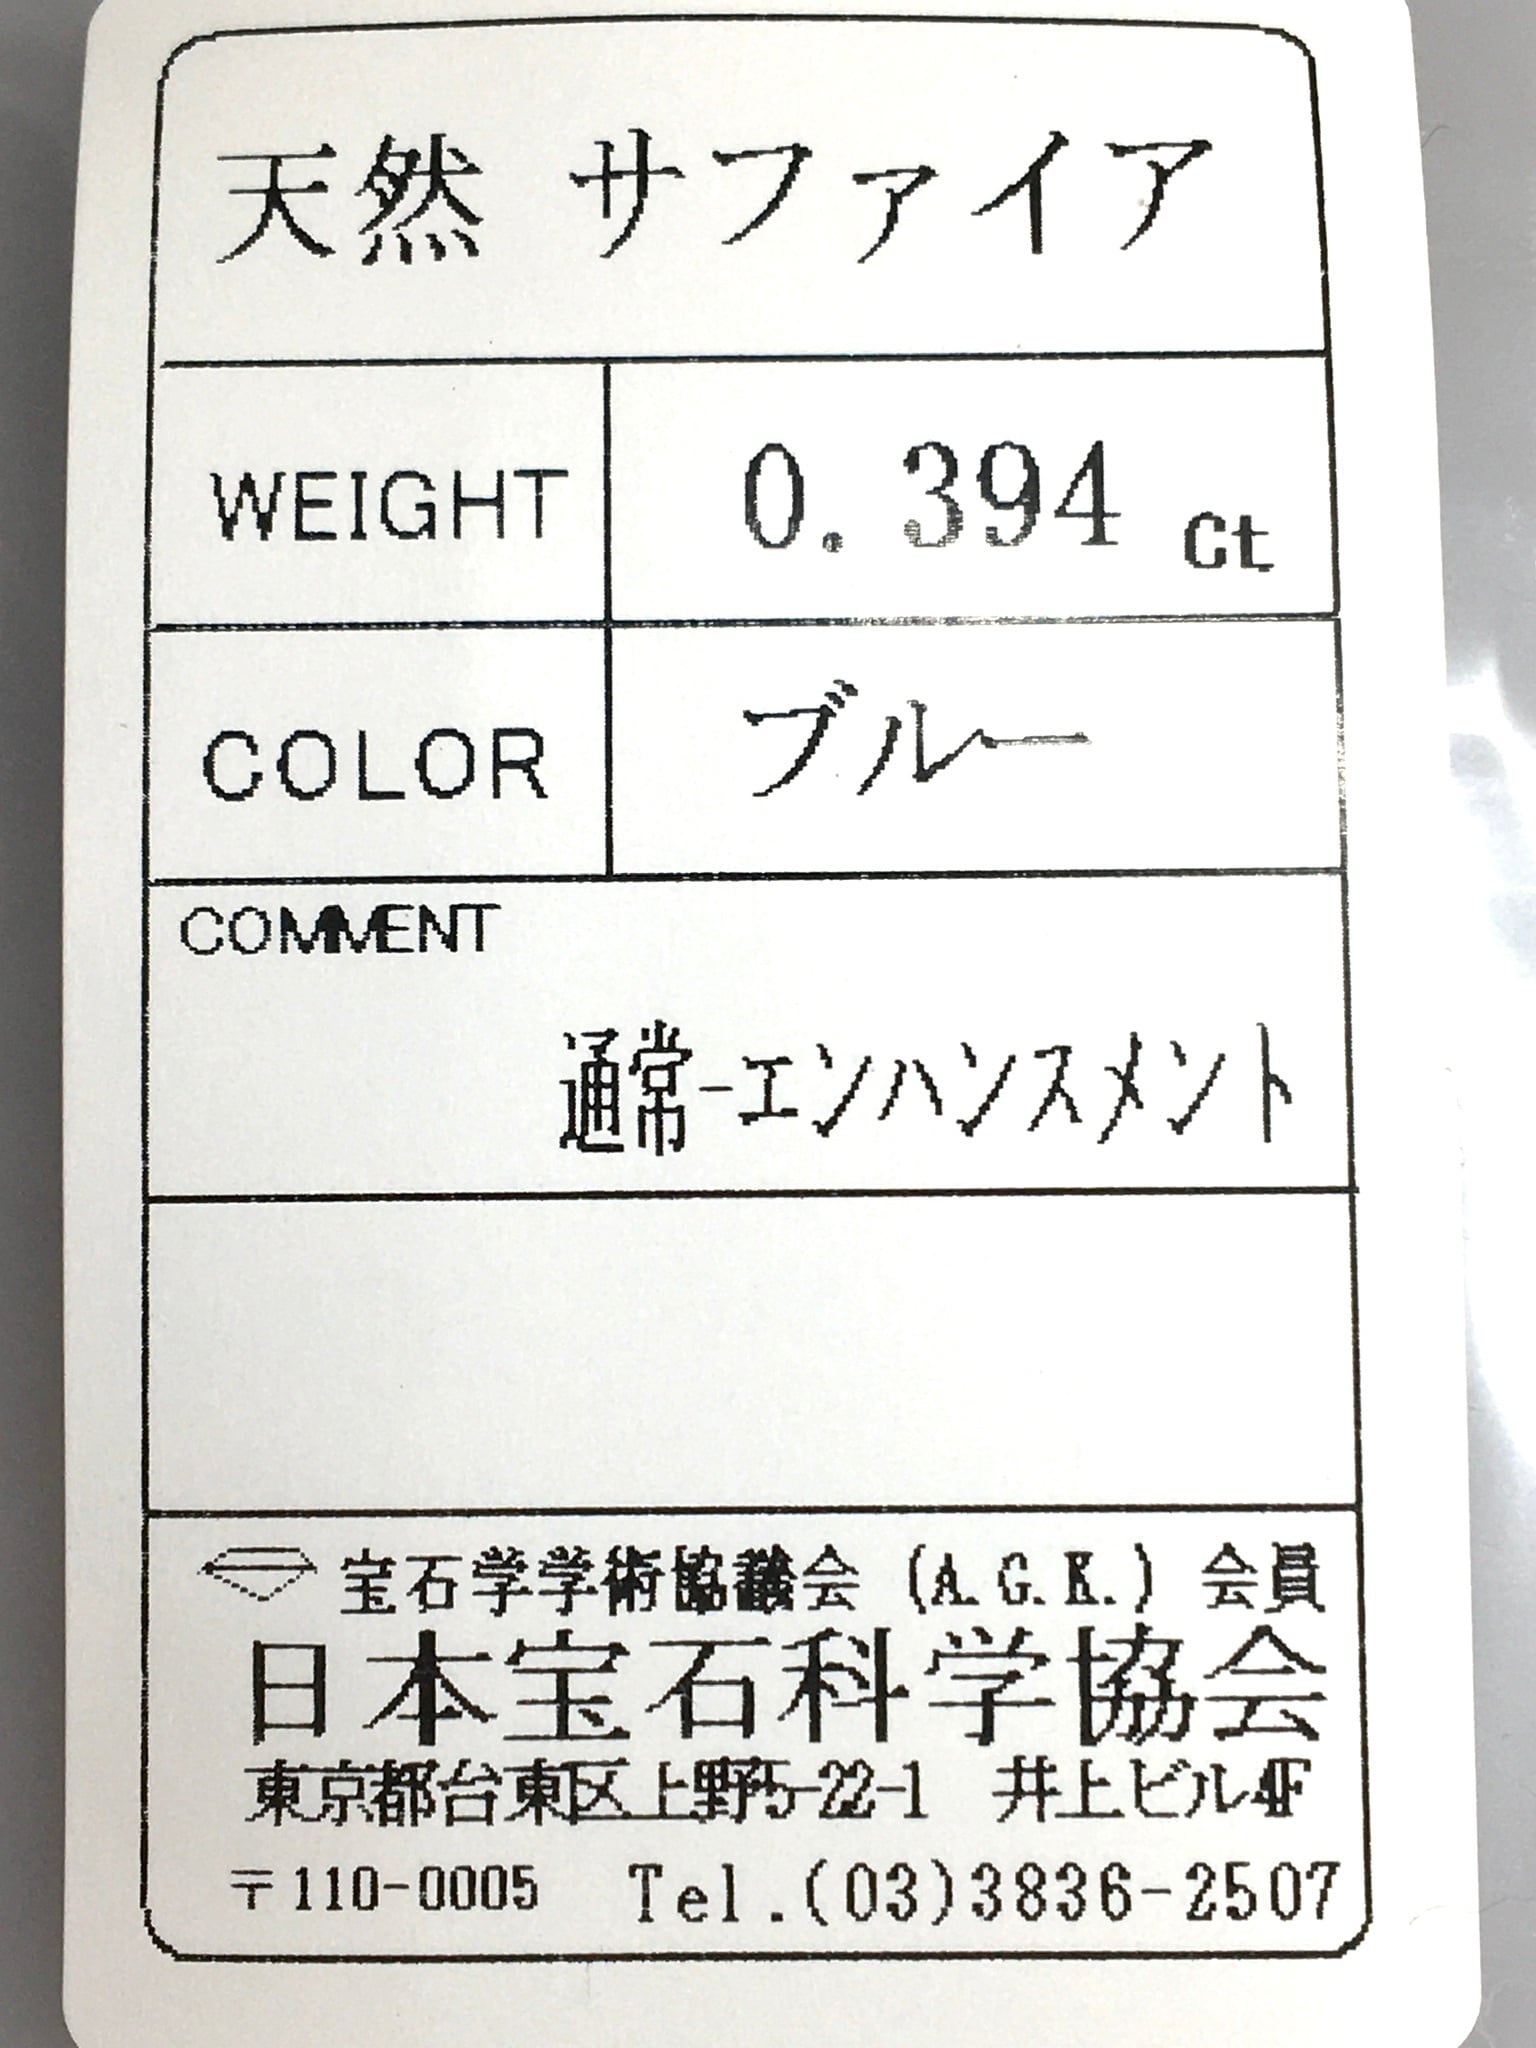 天然 サファイア
WEIGHT 0.394 Ct
COLOR ブルー
COMMENT
通常-エンハンスメント
宝石学学術協議会 (A.G.K.) 会員
日本宝石科学協会
東京都台東区上野5-22-1 井上ビル4F
〒110-0005 Tel.(03)3836-2507